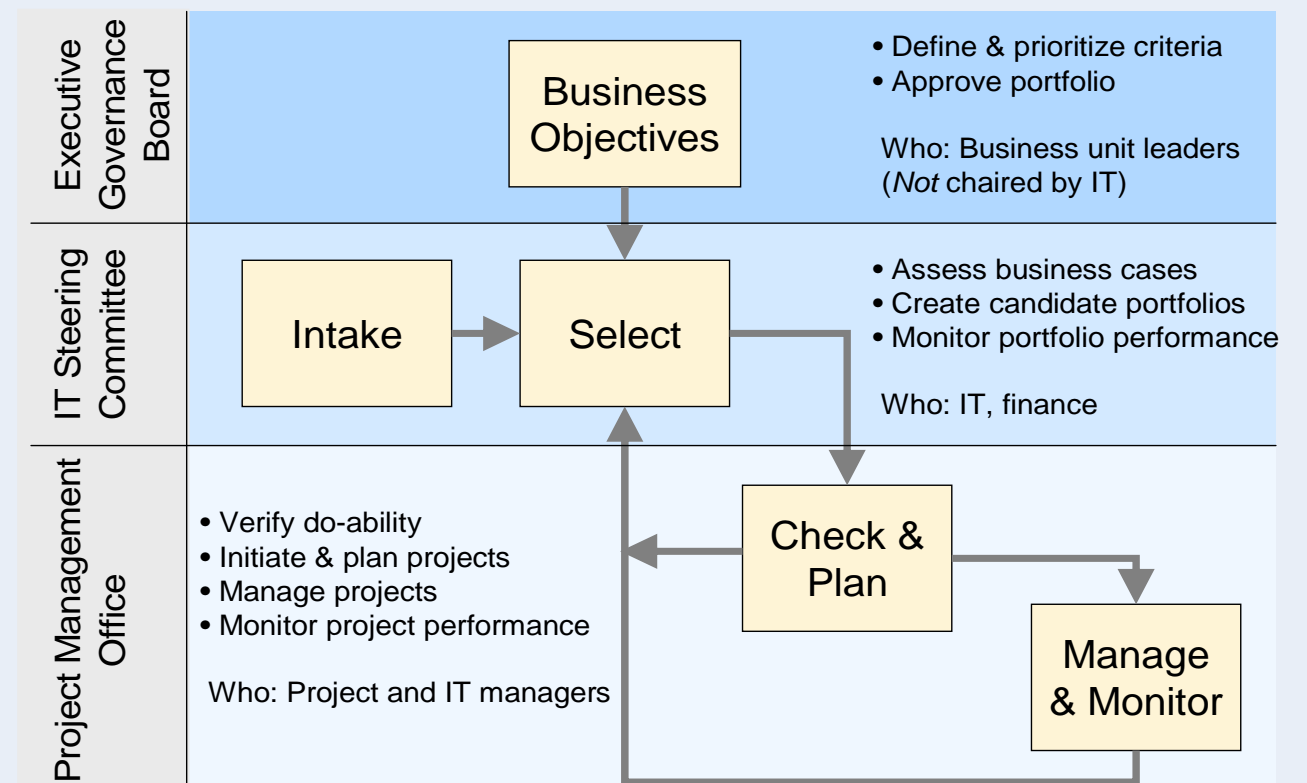 Executive
Governance
Board
Business
Objectives
• Define & prioritize criteria
• Approve portfolio
Who: Business unit leaders
(Not chaired by IT)
IT Steering
Committee
Intake
Select
• Assess business cases
• Create candidate portfolios
• Monitor portfolio performance
Who: IT, finance
Project Management
Office
• Verify do-ability
• Initiate & plan projects
• Manage projects
• Monitor project performance
Who: Project and IT managers
Check &
Plan
Manage
& Monitor